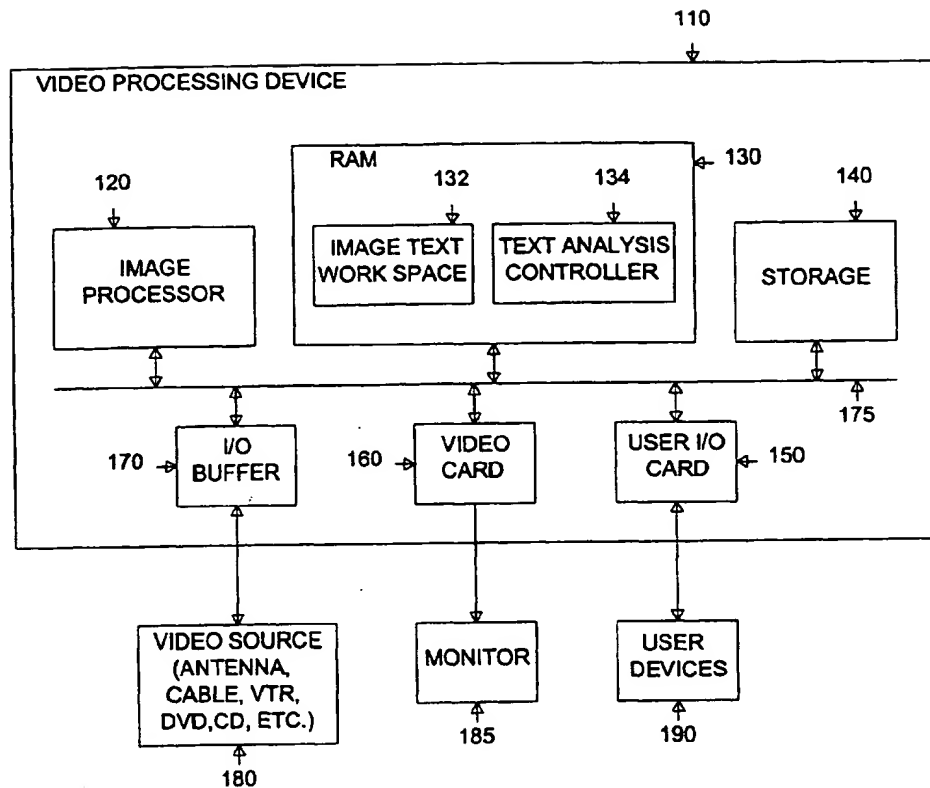 110
VIDEO PROCESSING DEVICE
RAM
130
120
132
134
140
IMAGE
PROCESSOR
IMAGE TEXT
WORK SPACE
TEXT ANALYSIS
CONTROLLER
STORAGE
175
170
I/O
BUFFER
160
VIDEO
CARD
USER I/O
CARD
150
VIDEO SOURCE
(ANTENNA,
CABLE, VTR,
DVD,CD, ETC.)
MONITOR
USER
DEVICES
185
190
180